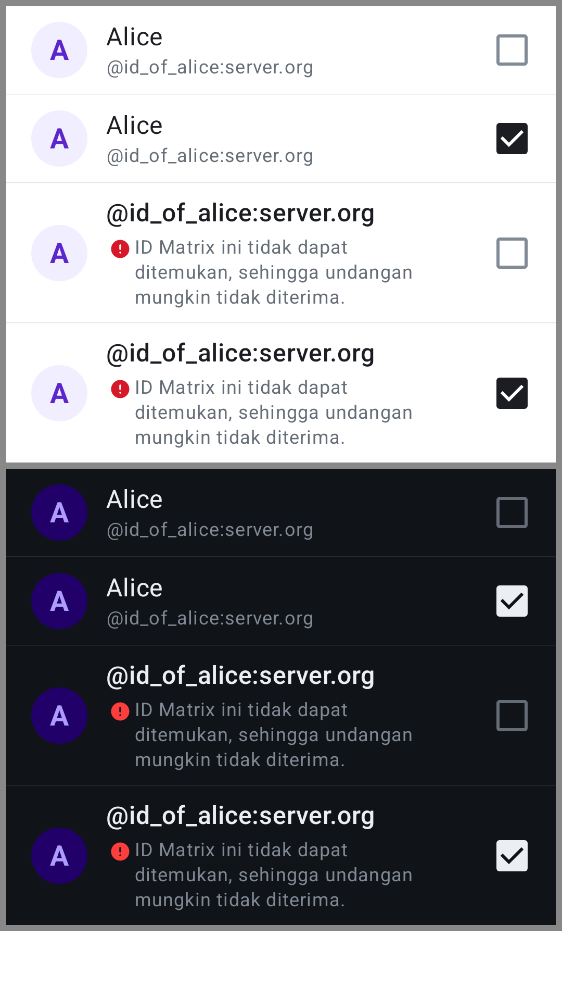 A
Alice
@id_of_alice:server.org
A
Alice
@id_of_alice:server.org
A
@id_of_alice:server.org
ID Matrix ini tidak dapat
ditemukan, sehingga undangan
mungkin tidak diterima.
A
@id_of_alice:server.org
ID Matrix ini tidak dapat
ditemukan, sehingga undangan
mungkin tidak diterima.
A
Alice
@id_of_alice:server.org
A
Alice
@id_of_alice:server.org
A
@id_of_alice:server.org
ID Matrix ini tidak dapat
ditemukan, sehingga undangan
mungkin tidak diterima.
A
@id_of_alice:server.org
ID Matrix ini tidak dapat
ditemukan, sehingga undangan
mungkin tidak diterima.